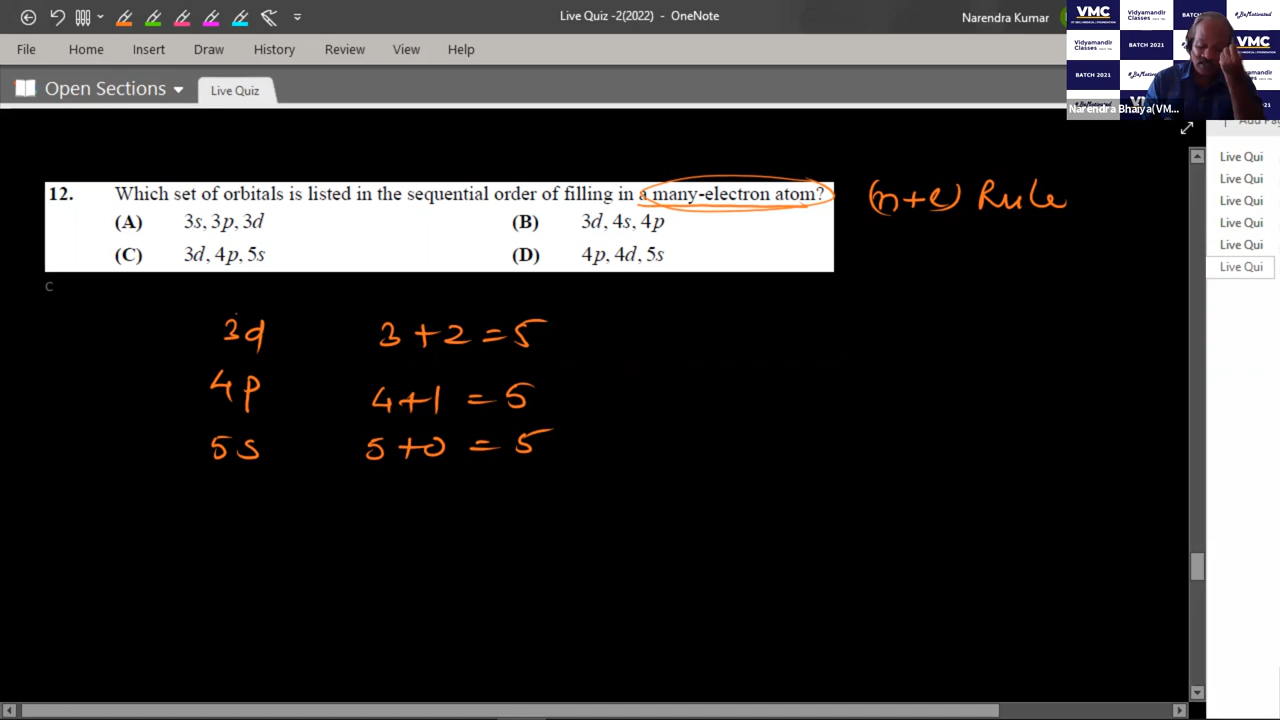 Live Quiz -2(2022) - OneNote
Narendra Kumar
File Home Insert Draw History Review View Help
Open Sections
Live Quiz
VMC
Vidyamandir Classes
BATCH 2021
#BeMotivated
Narendra Bhaiya(VM...
Live Qui
Live Qui
Live Qui
Live Qui
Live Qui
Live Qui
12. Which set of orbitals is listed in the sequential order of filling in a many-electron atom?
(n+l) Rule
(A) 3s, 3p, 3d (B) 3d, 4s, 4p
(C) 3d, 4p, 5s (D) 4p, 4d, 5s
C
3d 3+2=5
4p 4+1 = 5
5s 5+0 = 5